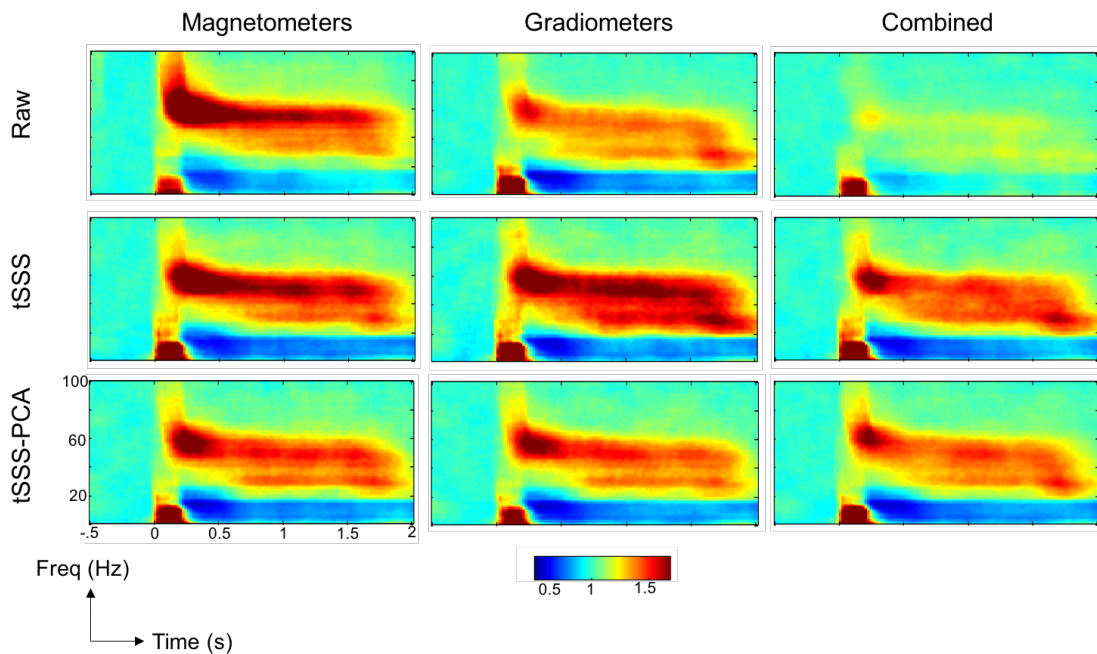 Magnetometers Gradiometers Combined
Raw
tSSS
tSSS-PCA
100
60
20
-.5 0 0.5 1 1.5 2
Freq (Hz)
Time (s)
0.5 1 1.5